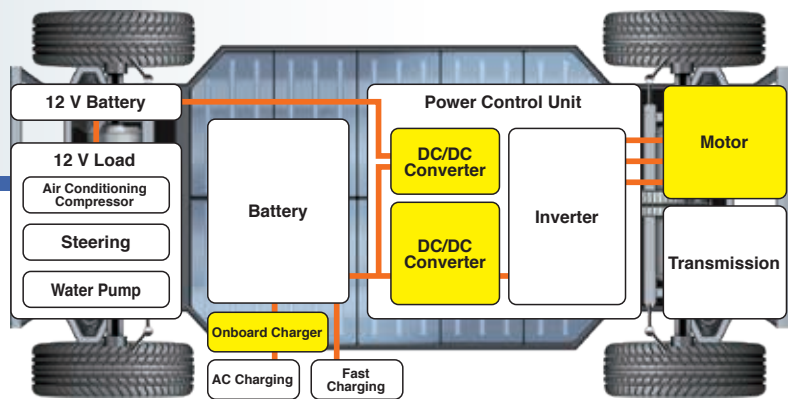 12 V Battery
12 V Load
Air Conditioning
Compressor
Steering
Water Pump
Battery
Onboard Charger
AC Charging
Fast
Charging
Power Control Unit
DC/DC
Converter
DC/DC
Converter
Inverter
Motor
Transmission